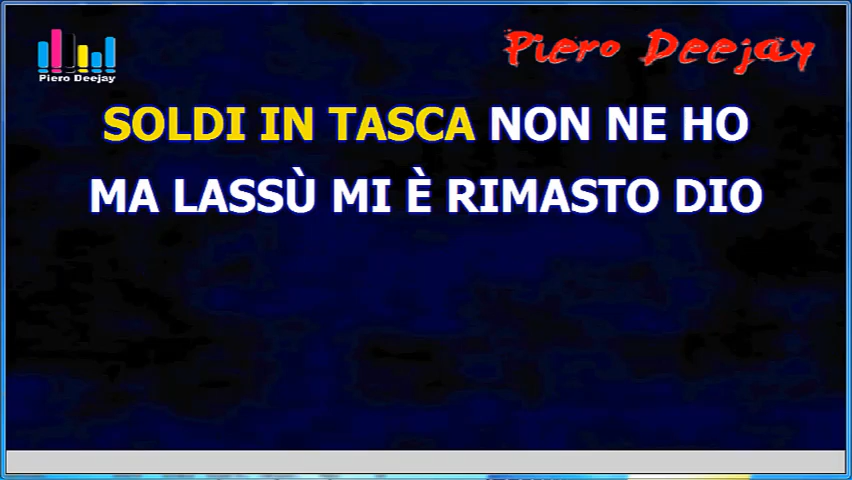 Piero Deejay
Piero Deejay
SOLDI IN TASCA NON NE HO
MA LASSÙ MI È RIMASTO DIO